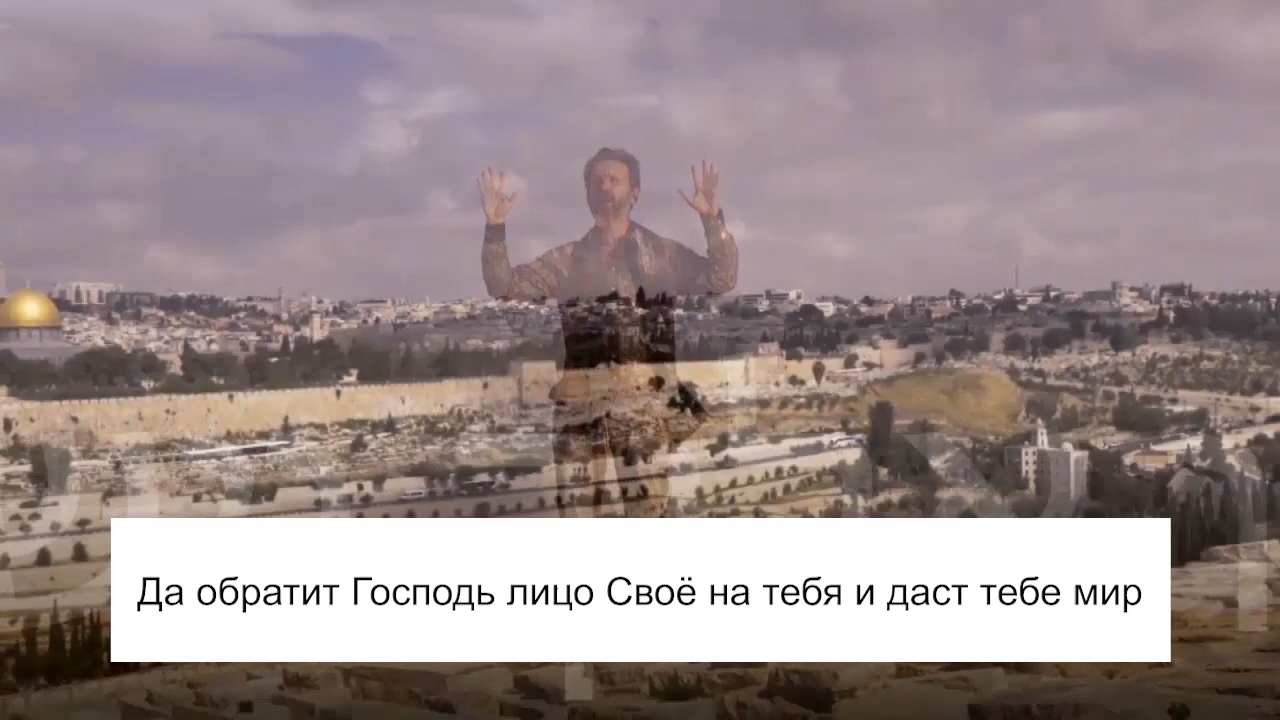 Да обратит Господь лицо Своё на тебя и даст тебе мир